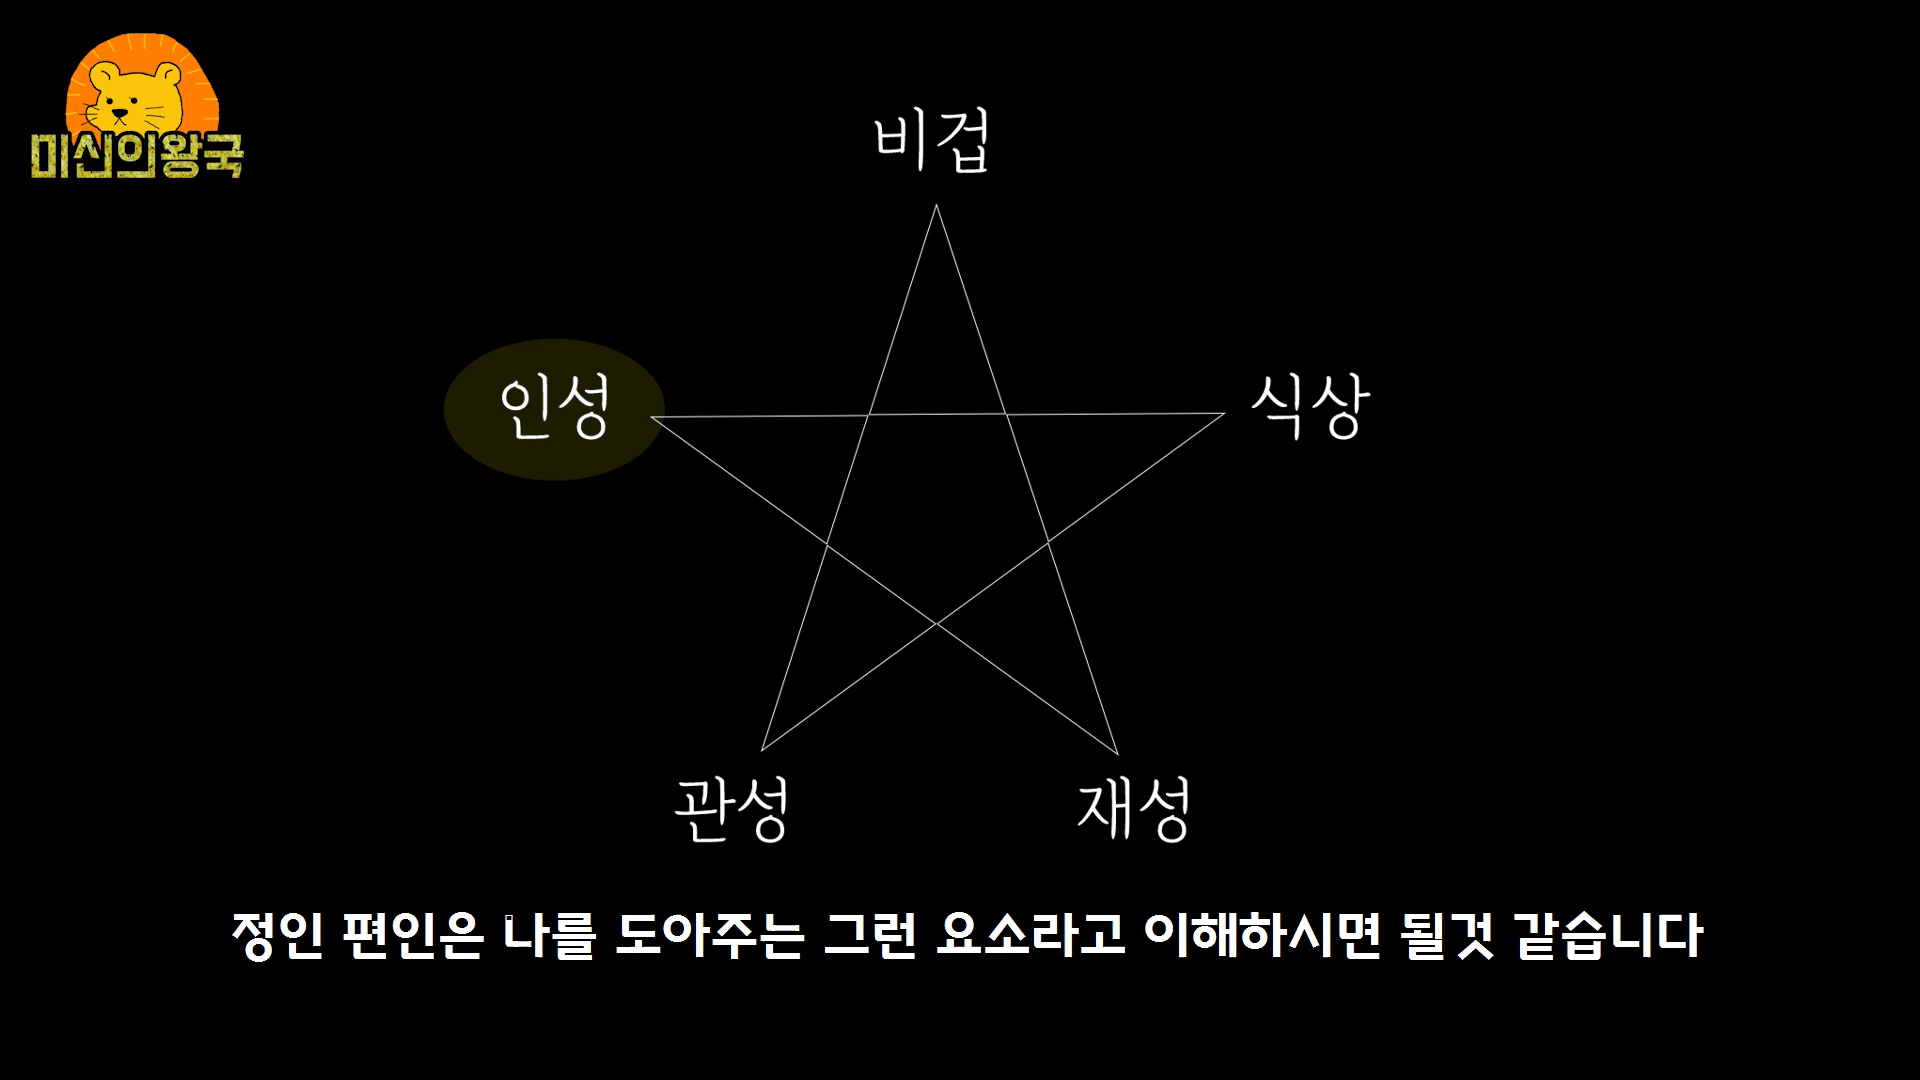 미신의왕국
비겁
인성
식상
관성
재성
정인 편인은 나를 도아주는 그런 요소라고 이해하시면 될것 같습니다